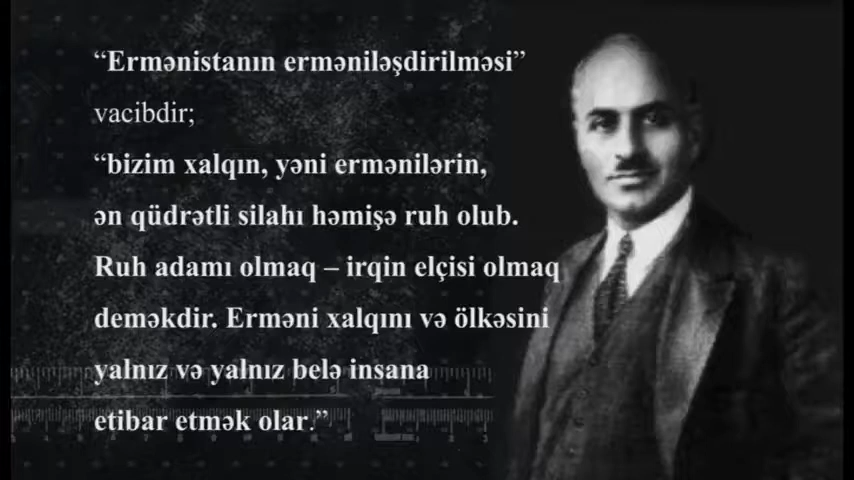 “Ermənistanın erməniləşdirilməsi”
vacibdir;
“bizim xalqın, yəni ermənilərin,
ən qüdrətli silahı həmişə ruh olub.
Ruh adamı olmaq – irqin elçisi olmaq
deməkdir. Erməni xalqını və ölkəsini
yalnız və yalnız belə insana
etibar etmək olar.”